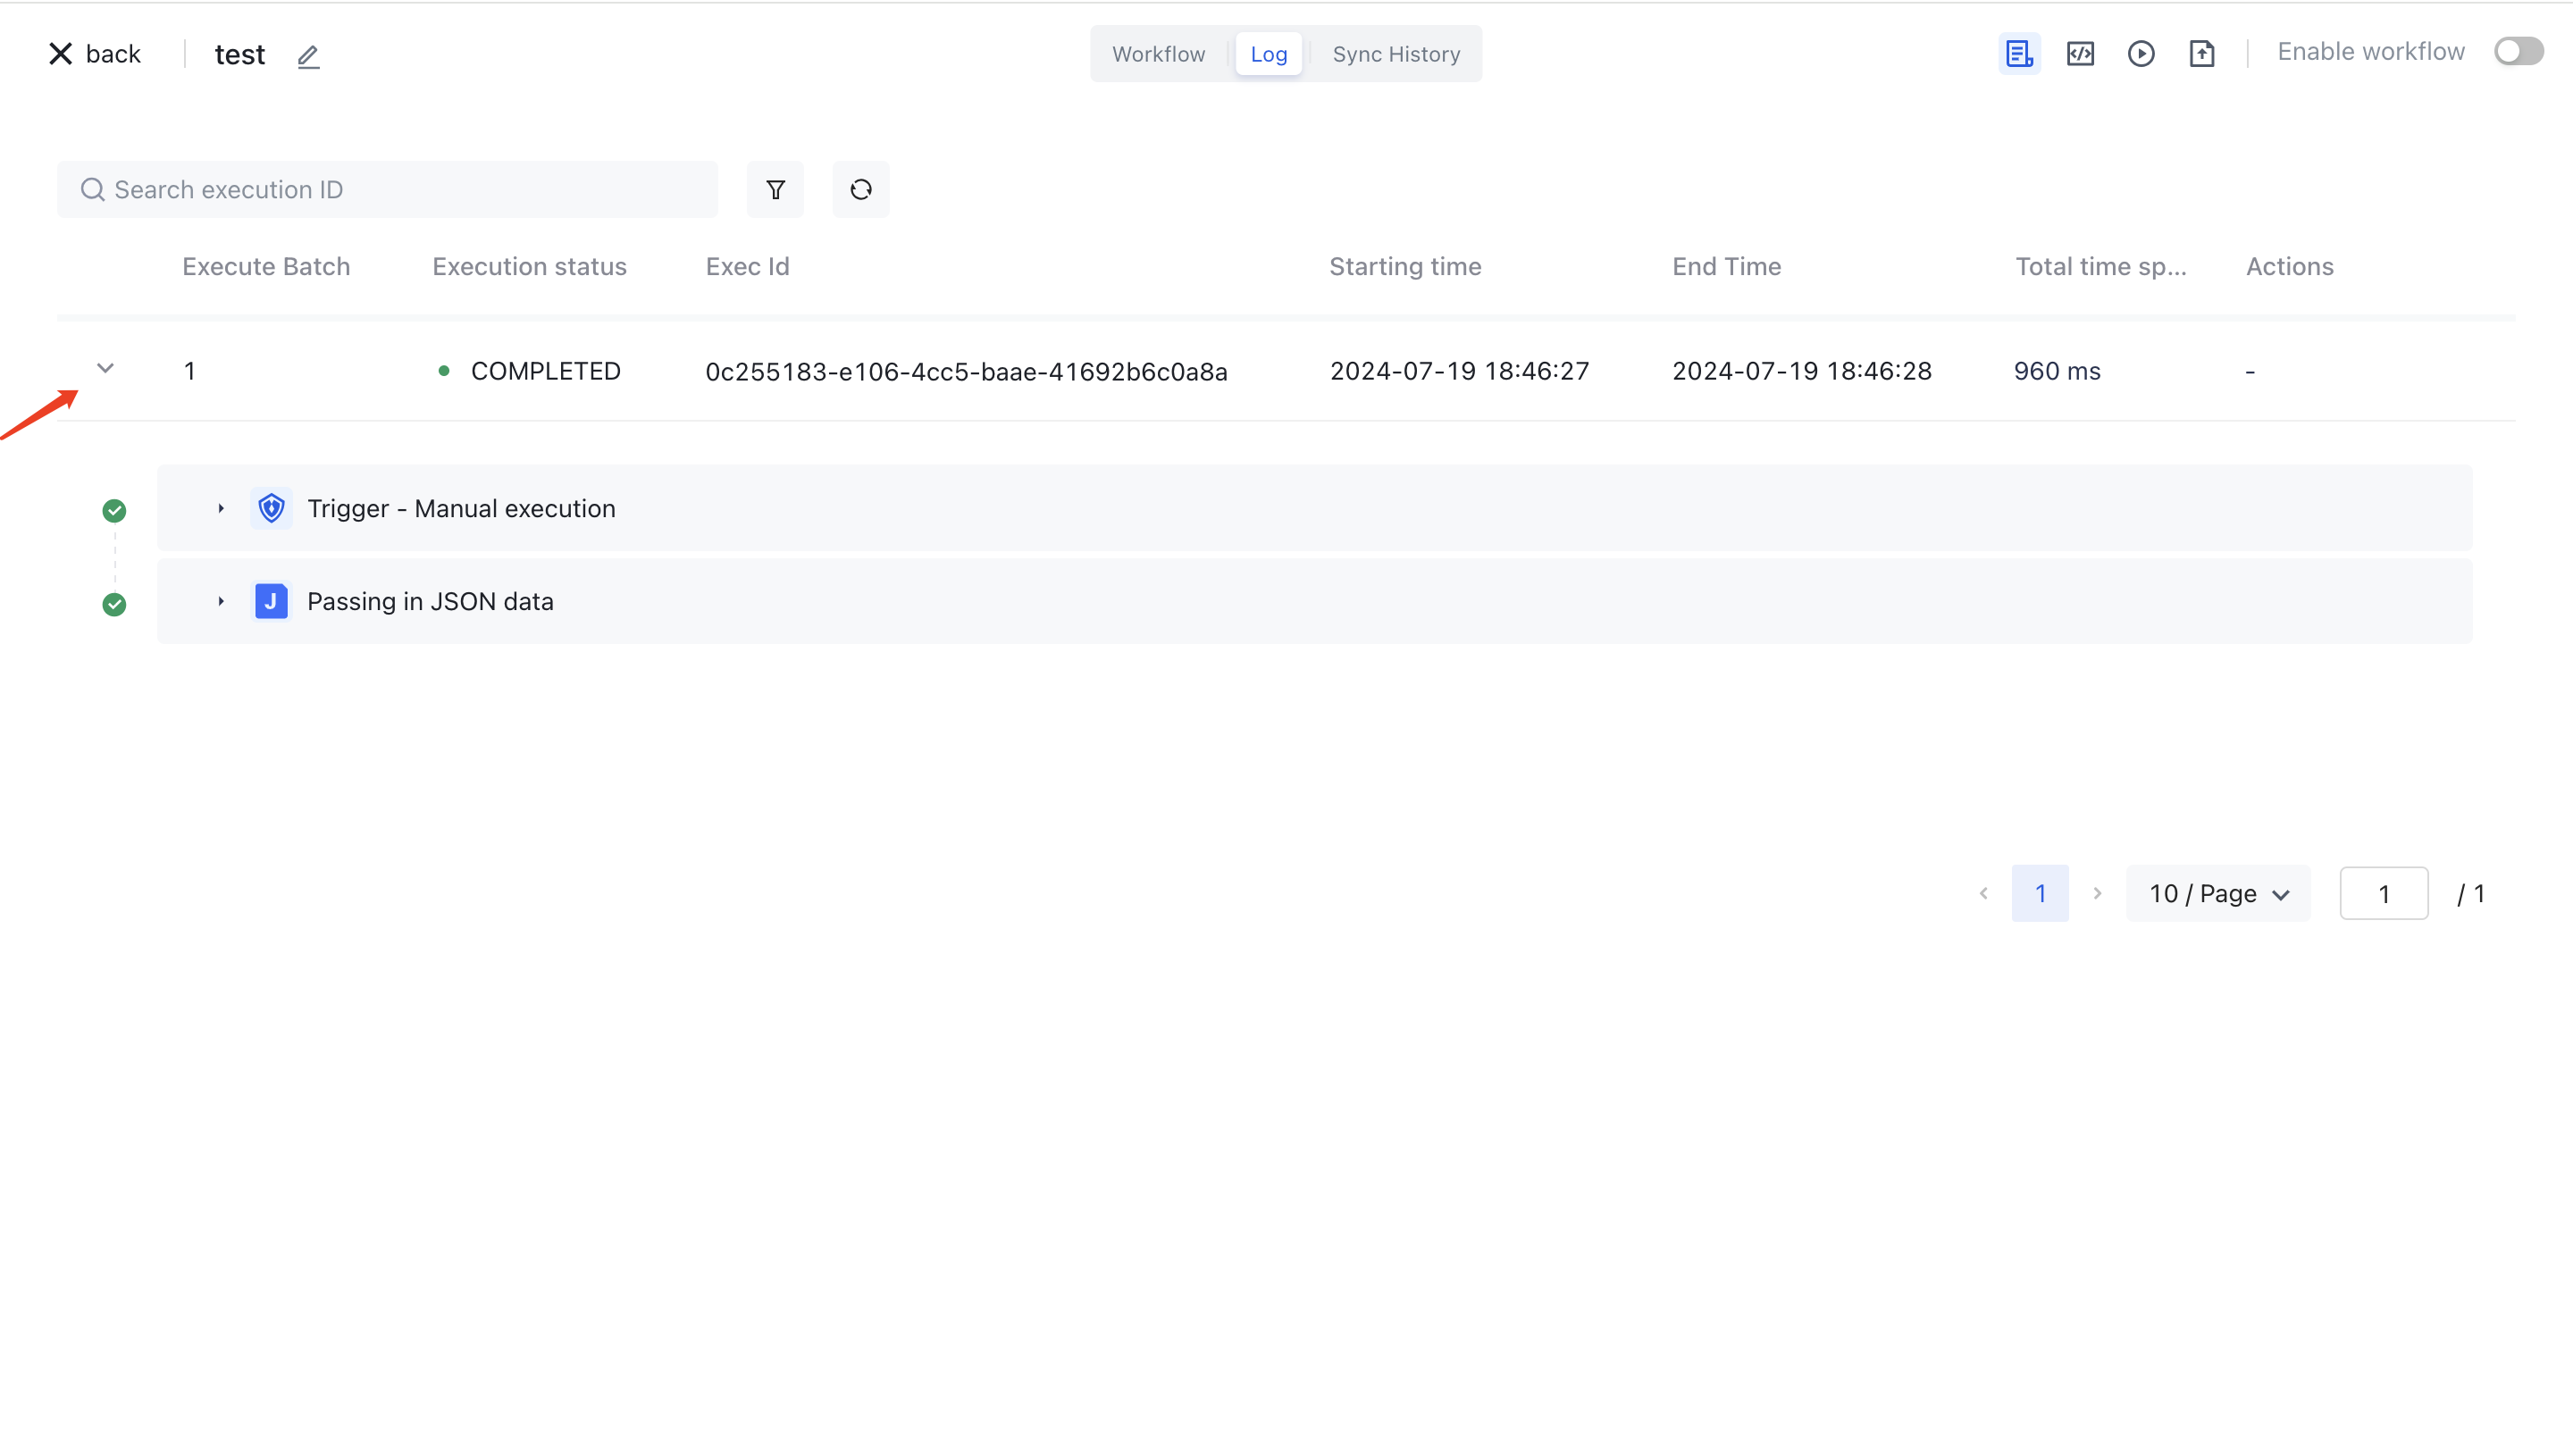 back
test
Workflow
Log
Sync History
Enable workflow
Search execution ID
Execute Batch
Execution status
Exec Id
Starting time
End Time
Total time sp...
Actions
1
COMPLETED
0c255183-e106-4cc5-baae-41692b6c0a8a
2024-07-19 18:46:27
2024-07-19 18:46:28
960 ms
-
Trigger - Manual execution
J
Passing in JSON data
1
10 / Page
1
/ 1